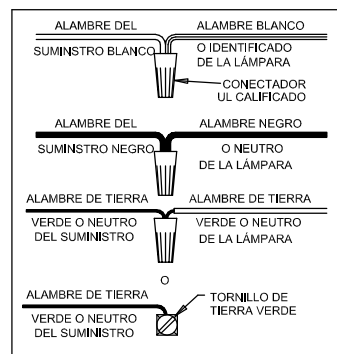 ALAMBRE DEL ALAMBRE BLANCO
SUMINISTRO BLANCO O IDENTIFICADO
DE LA LÁMPARA
CONECTADOR
UL CALIFICADO
ALAMBRE DEL ALAMBRE NEGRO
SUMINISTRO NEGRO O NEUTRO
DE LA LÁMPARA
ALAMBRE DE TIERRA ALAMBRE DE TIERRA
VERDE O NEUTRO VERDE O NEUTRO
DEL SUMINISTRO DE LA LÁMPARA
O
ALAMBRE DE TIERRA TORNILLO DE
VERDE O NEUTRO TIERRA VERDE
DEL SUMINISTRO